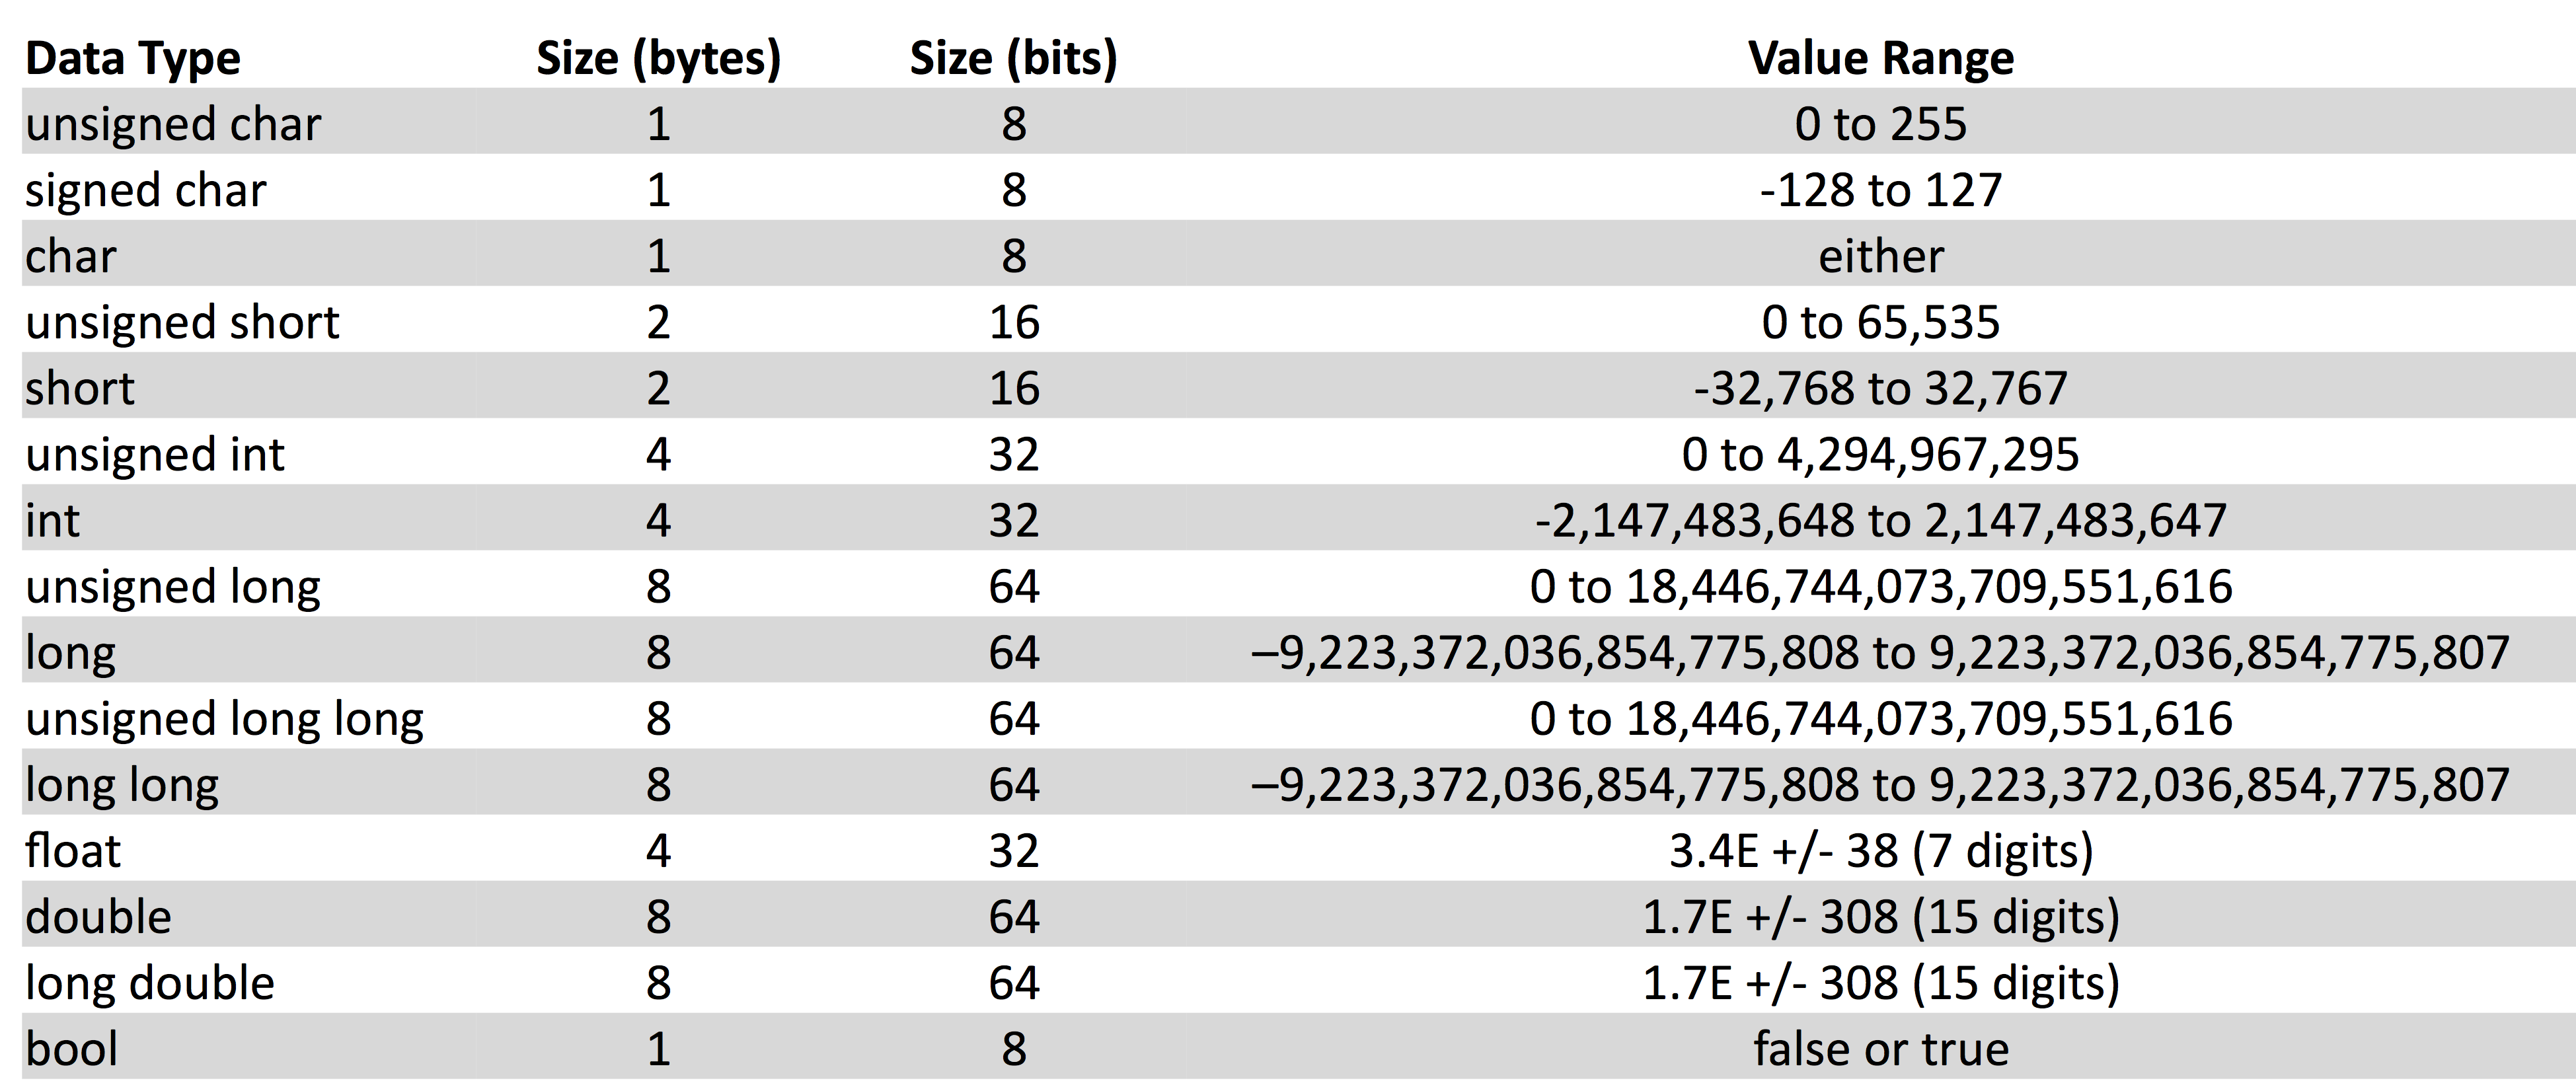 Data Type Size (bytes) Size (bits) Value Range
unsigned char 1 8 0 to 255
signed char 1 8 -128 to 127
char 1 8 either
unsigned short 2 16 0 to 65,535
short 2 16 -32,768 to 32,767
unsigned int 4 32 0 to 4,294,967,295
int 4 32 -2,147,483,648 to 2,147,483,647
unsigned long 8 64 0 to 18,446,744,073,709,551,616
long 8 64 –9,223,372,036,854,775,808 to 9,223,372,036,854,775,807
unsigned long long 8 64 0 to 18,446,744,073,709,551,616
long long 8 64 –9,223,372,036,854,775,808 to 9,223,372,036,854,775,807
float 4 32 3.4E +/- 38 (7 digits)
double 8 64 1.7E +/- 308 (15 digits)
long double 8 64 1.7E +/- 308 (15 digits)
bool 1 8 false or true